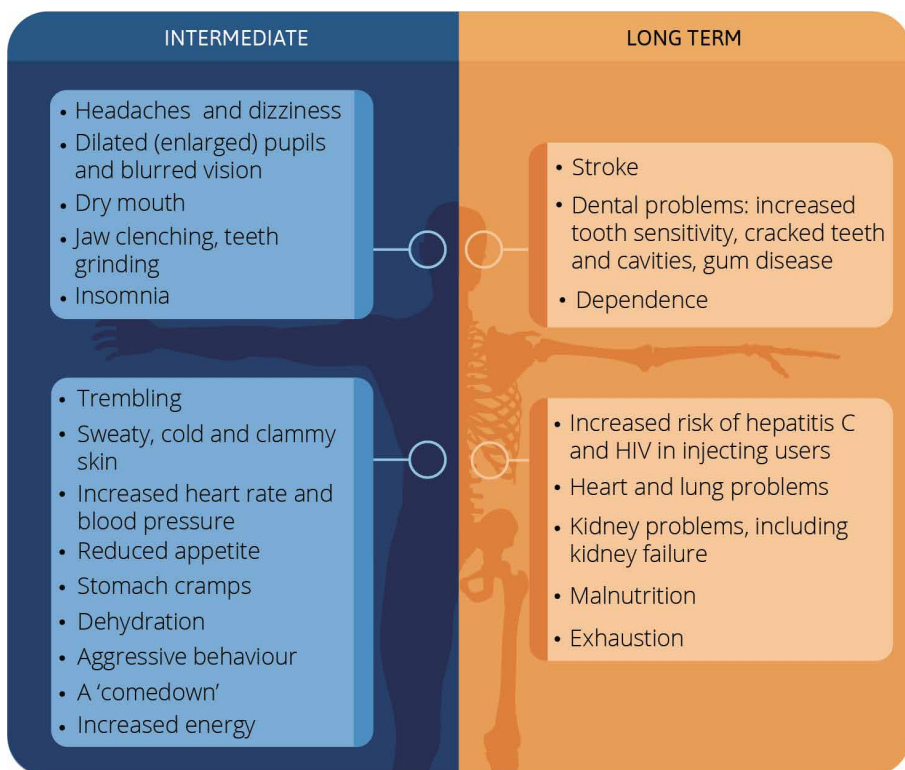 INTERMEDIATE
• Headaches and dizziness
• Dilated (enlarged) pupils
and blurred vision
• Dry mouth
• Jaw clenching, teeth
grinding
• Insomnia
• Trembling
• Sweaty, cold and clammy
skin
• Increased heart rate and
blood pressure
• Reduced appetite
• Stomach cramps
• Dehydration
• Aggressive behaviour
• A ‘comedown’
• Increased energy
LONG TERM
• Stroke
• Dental problems: increased
tooth sensitivity, cracked teeth
and cavities, gum disease
• Dependence
• Increased risk of hepatitis C
and HIV in injecting users
• Heart and lung problems
• Kidney problems, including
kidney failure
• Malnutrition
• Exhaustion